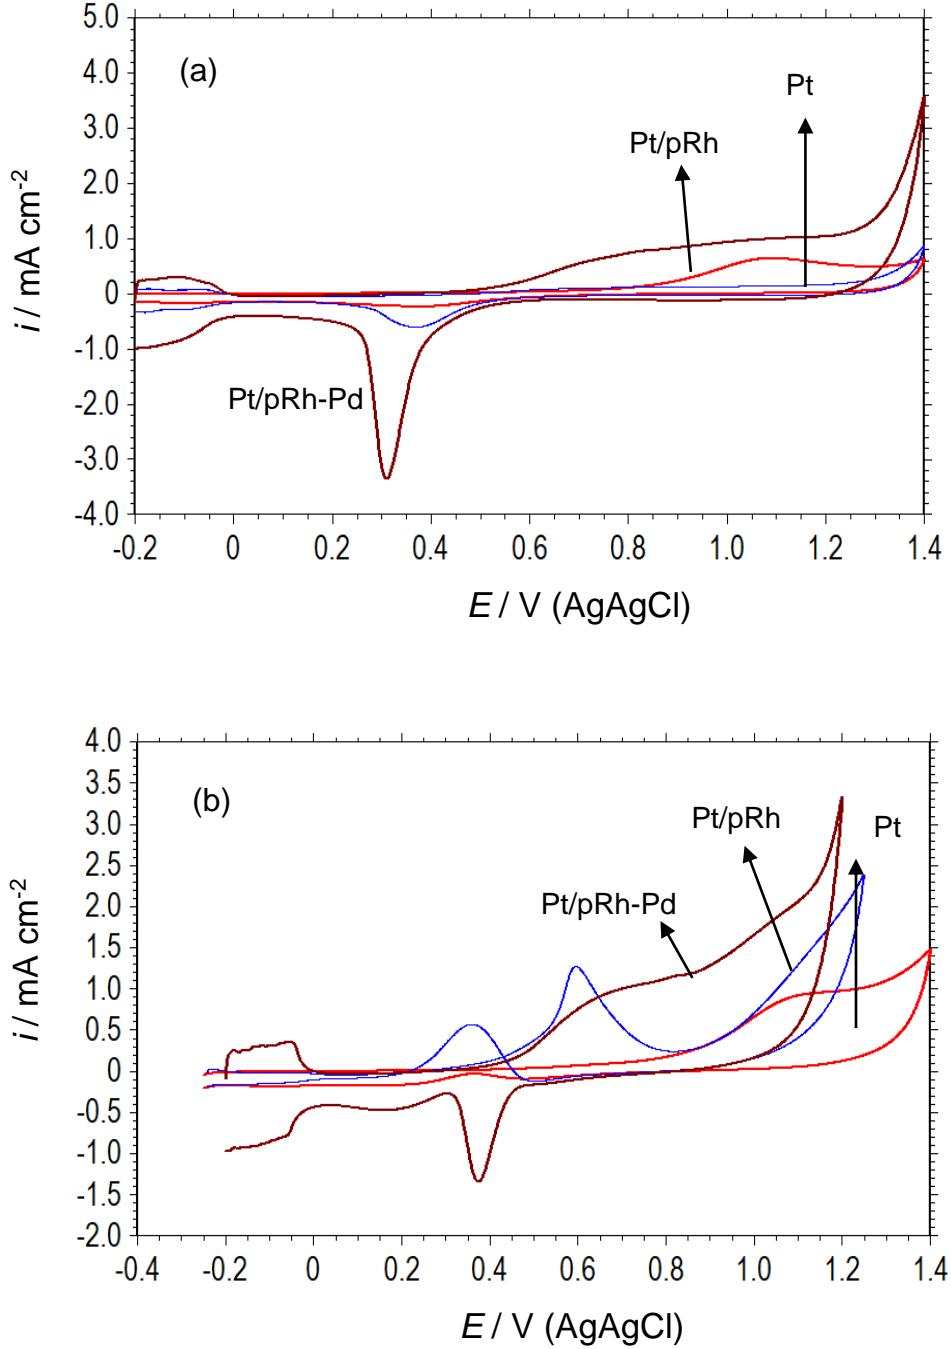 5.0
(a)
4.0
Pt
3.0
Pt/pRh
2.0
1.0
0
-1.0
Pt/pRh-Pd
-2.0
-3.0
-4.0
i / mA cm-2
-0.2 0 0.2 0.4 0.6 0.8 1.0 1.2 1.4
E / V (AgAgCl)
4.0
3.5
(b)
3.0
Pt/pRh
Pt
2.5
2.0
Pt/pRh-Pd
1.5
1.0
0.5
0
-0.5
-1.0
-1.5
-2.0
i / mA cm-2
-0.4 -0.2 0 0.2 0.4 0.6 0.8 1.0 1.2 1.4
E / V (AgAgCl)